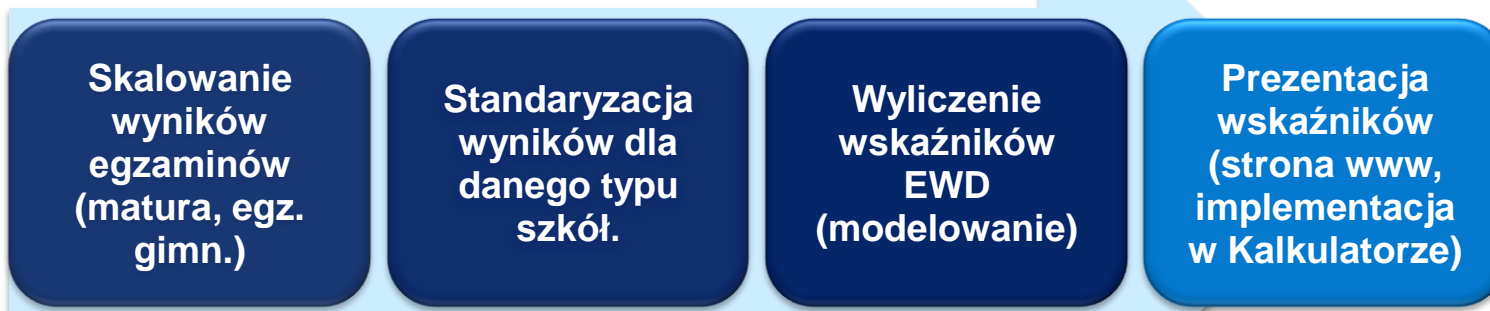 Skalowanie
wyników
egzaminów
(matura, egz.
gimn.)
Standaryzacja
wyników dla
danego typu
szkół.
Wyliczenie
wskaźników
EWD
(modelowanie)
Prezentacja
wskaźników
(strona www,
implementacja
w Kalkulatorze)